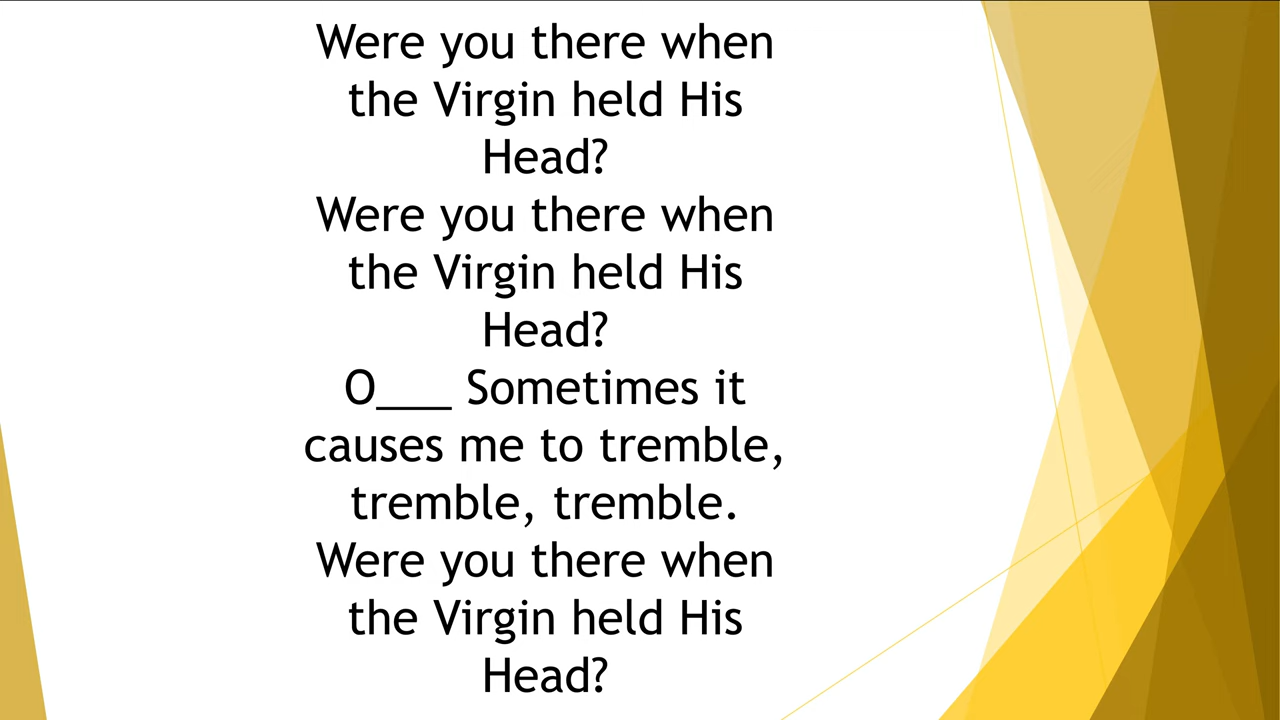 Were you there when
the Virgin held His
Head?
Were you there when
the Virgin held His
Head?
O___ Sometimes it
causes me to tremble,
tremble, tremble.
Were you there when
the Virgin held His
Head?